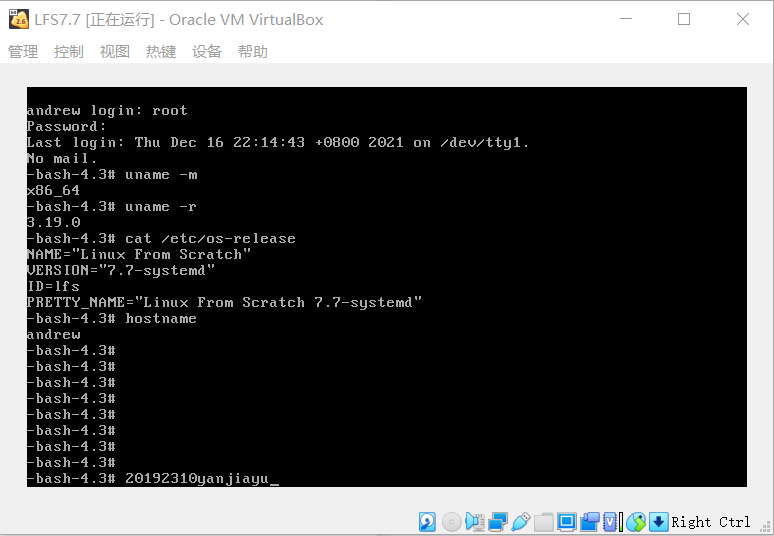 LFS7.7 [正在运行] - Oracle VM VirtualBox
管理 控制 视图 热键 设备 帮助
andrew login: root
Password:
Last login: Thu Dec 16 22:14:43 +0800 2021 on /dev/tty1.
No mail.
-bash-4.3# uname -m
x86_64
-bash-4.3# uname -r
3.19.0
-bash-4.3# cat /etc/os-release
NAME="Linux From Scratch"
VERSION="7.7-systemd"
ID=lfs
PRETTY_NAME="Linux From Scratch 7.7-systemd"
-bash-4.3# hostname
andrew
-bash-4.3#
-bash-4.3#
-bash-4.3#
-bash-4.3#
-bash-4.3#
-bash-4.3#
-bash-4.3#
-bash-4.3#
-bash-4.3# 20192310yanjiayu_
Right Ctrl